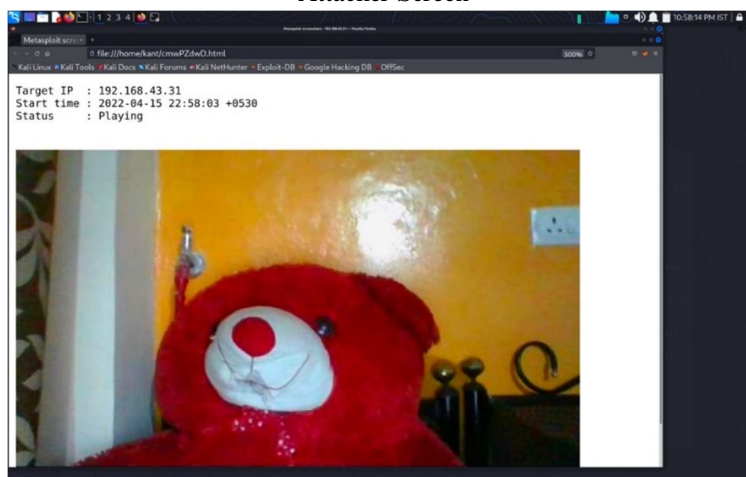 Attacker Screen
1 2 3 4
10:58:14 PM IST
Metasploit scre
file:///home/kant/cmwPZdwD.html
300%
Kali Linux Kali Tools Kali Docs Kali Forums Kali NetHunter Exploit-DB Google Hacking DB OffSec
Target IP : 192.168.43.31
Start time : 2022-04-15 22:58:03 +0530
Status : Playing